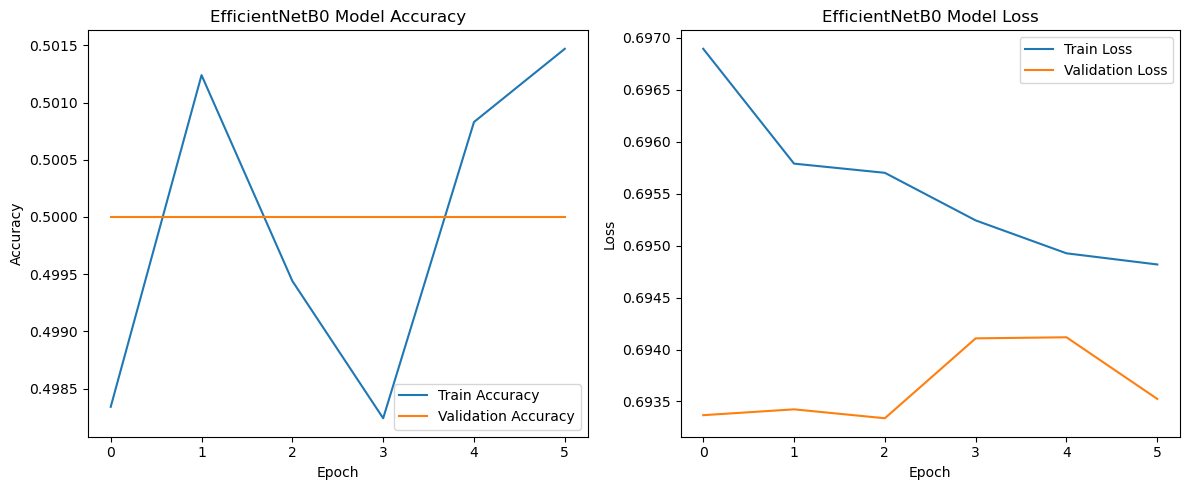 EfficientNetB0 Model Accuracy
0.5015
0.5010
0.5005
0.5000
0.4995
0.4990
0.4985
Accuracy
Train Accuracy
Validation Accuracy
0 1 2 3 4 5
Epoch
EfficientNetB0 Model Loss
0.6970
0.6965
0.6960
0.6955
0.6950
0.6945
0.6940
0.6935
Loss
Train Loss
Validation Loss
0 1 2 3 4 5
Epoch